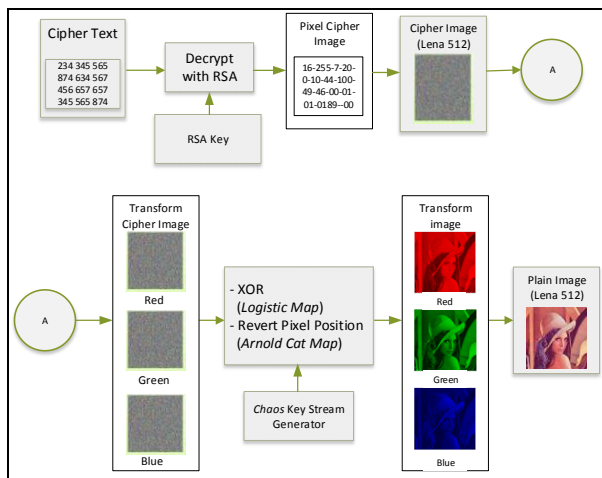 Cipher Text
234 345 565
874 634 567
456 657 657
345 565 874
Decrypt
with RSA
RSA Key
Pixel Cipher
Image
16-255-7-20-
0-10-44-100-
49-46-00-01-
01-0189--00
Cipher Image
(Lena 512)
A
A
Transform
Cipher Image
Red
Green
Blue
- XOR
(Logistic Map)
- Revert Pixel Position
(Arnold Cat Map)
Chaos Key Stream
Generator
Transform
image
Red
Green
Blue
Plain Image
(Lena 512)